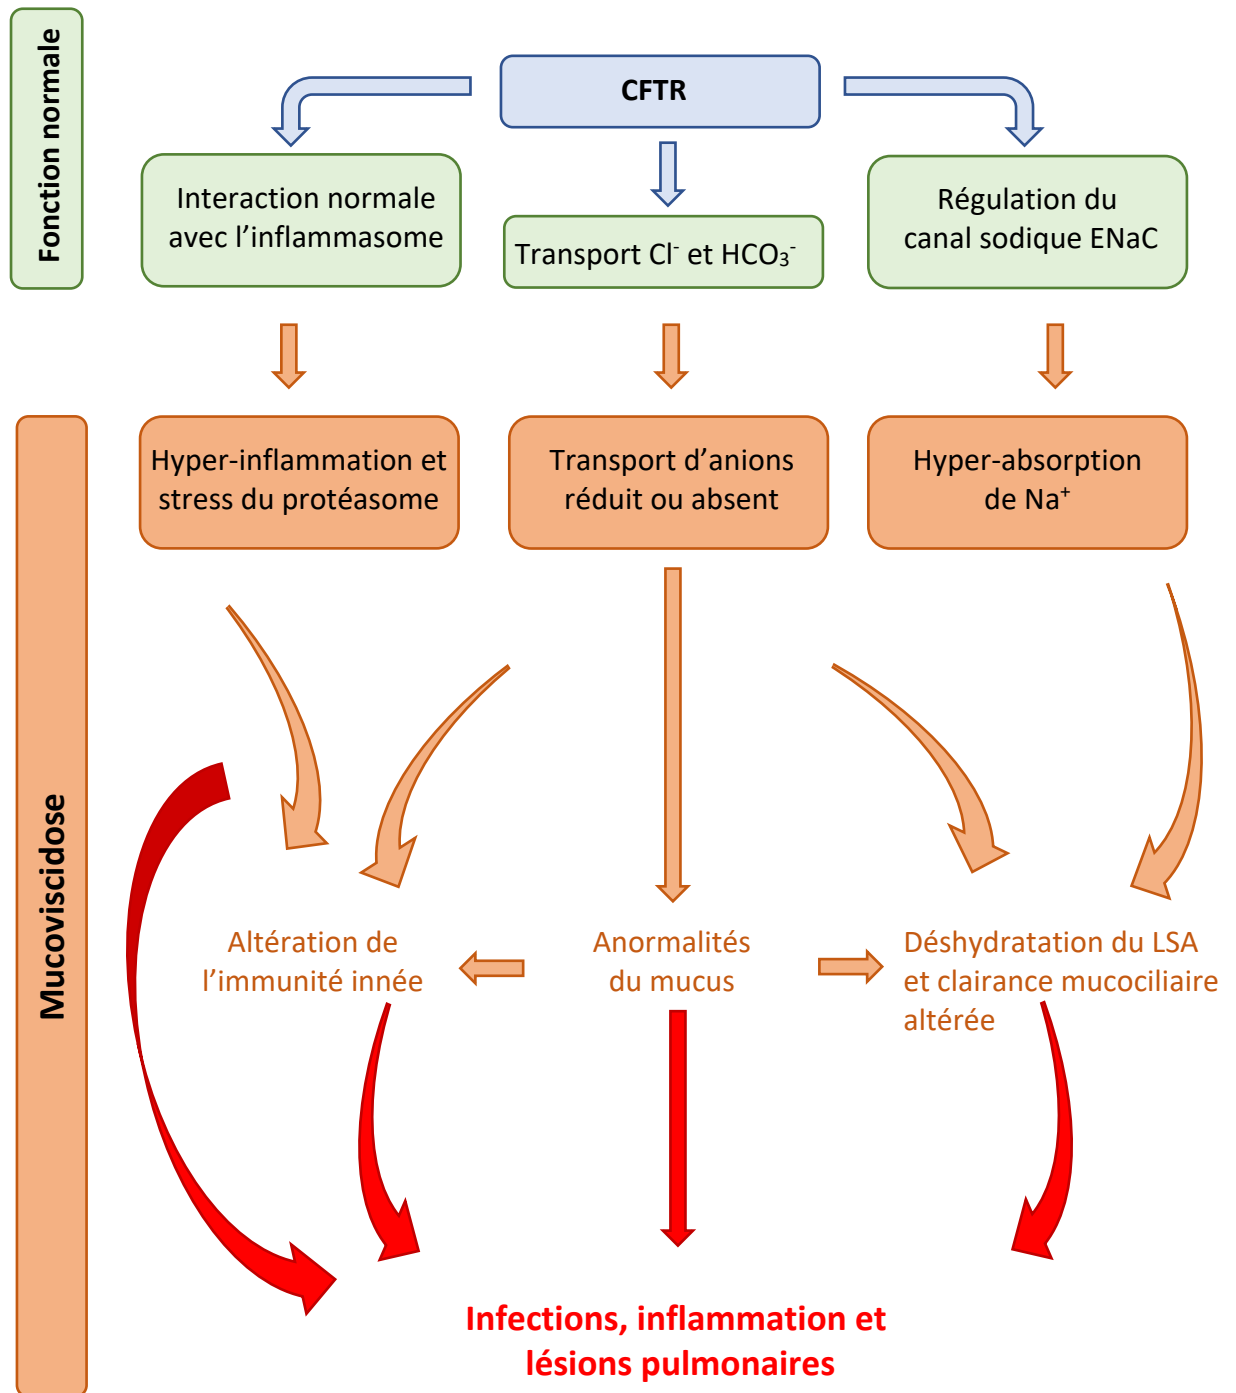 Fonction normale
CFTR
Interaction normale
avec l’inflammasome
Transport Cl⁻ et HCO₃⁻
Régulation du
canal sodique ENaC
Mucoviscidose
Hyper-inflammation et
stress du protéasome
Transport d’anions
réduit ou absent
Hyper-absorption
de Na⁺
Altération de
l’immunité innée
Anormalités
du mucus
Déshydratation du LSA
et clairance mucociliaire
altérée
Infections, inflammation et
lésions pulmonaires